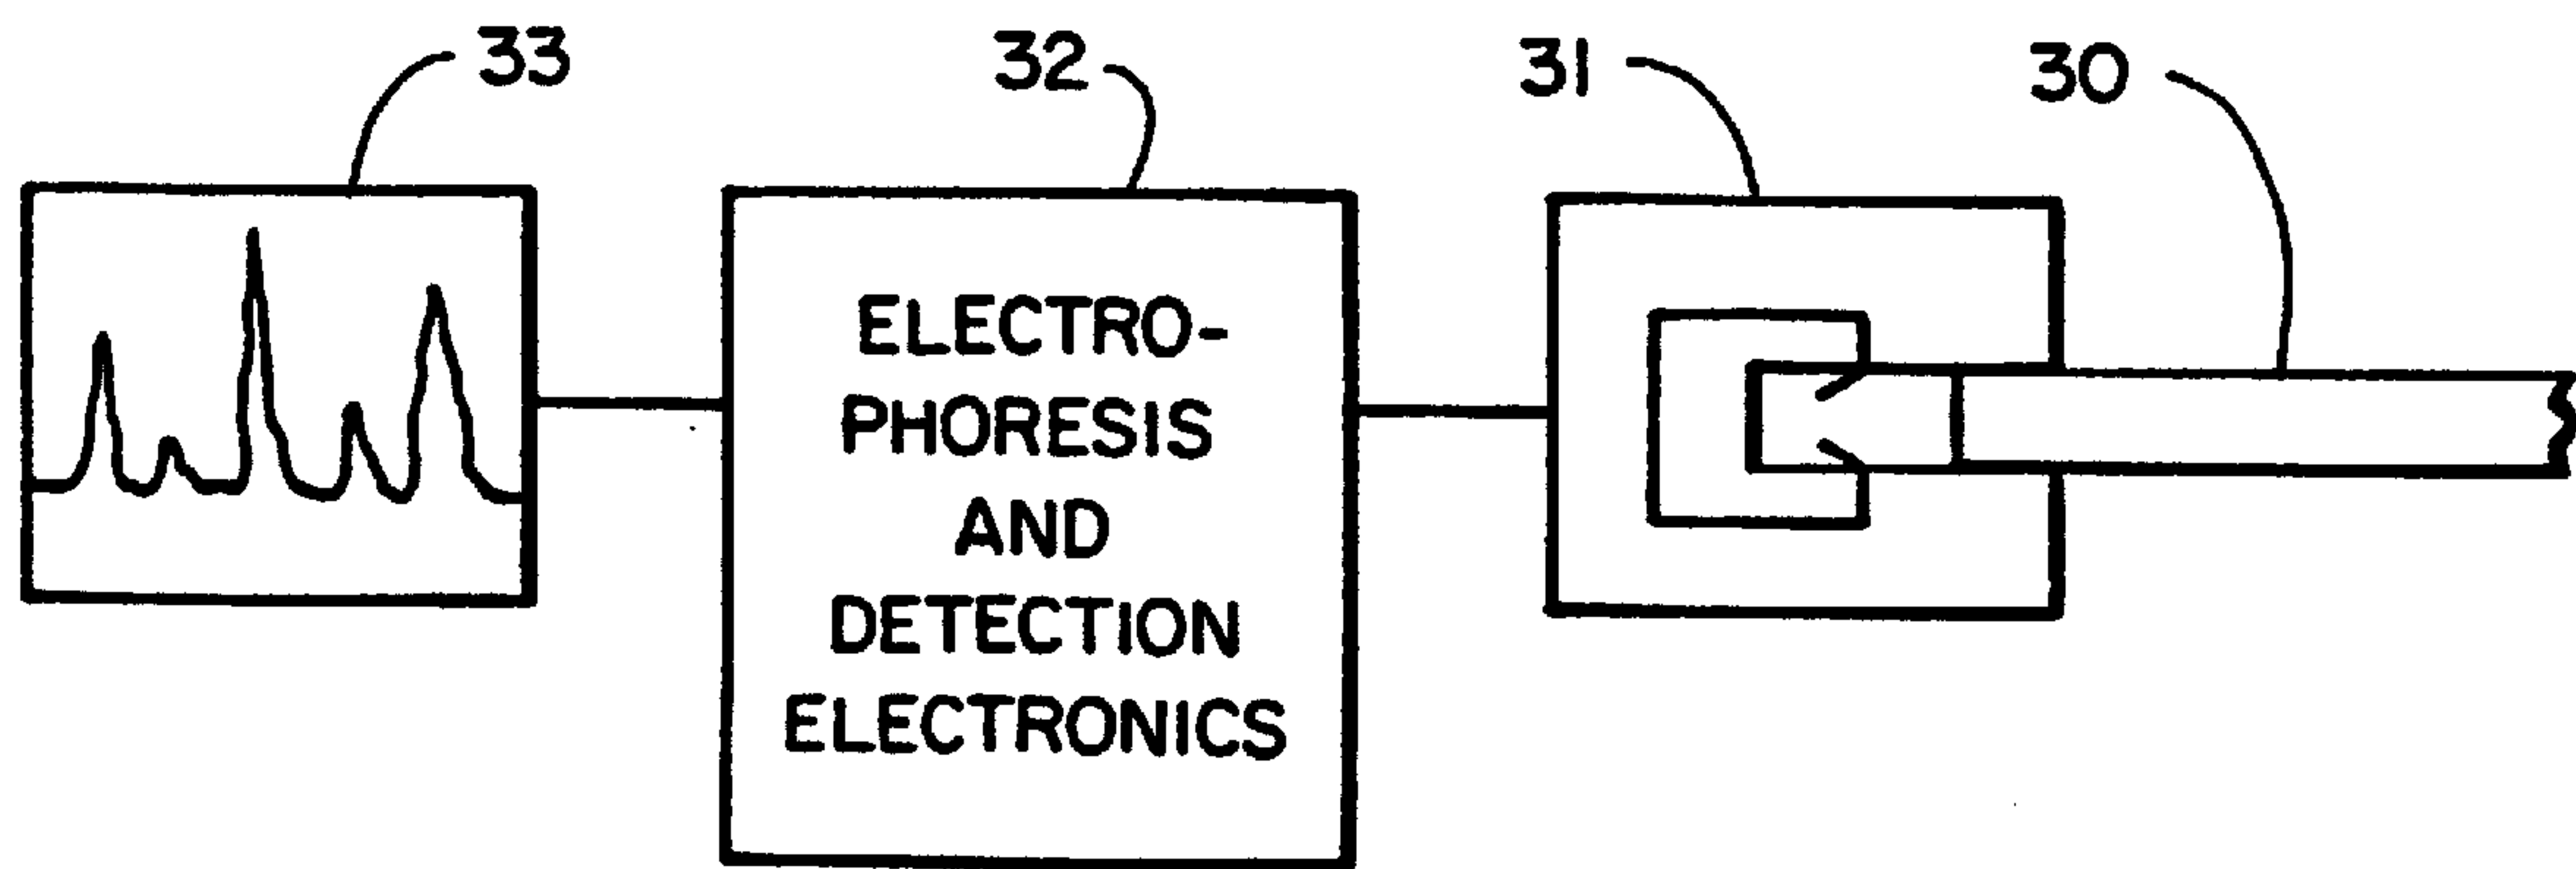 33
32
31
30
ELECTRO-
PHORESIS
AND
DETECTION
ELECTRONICS